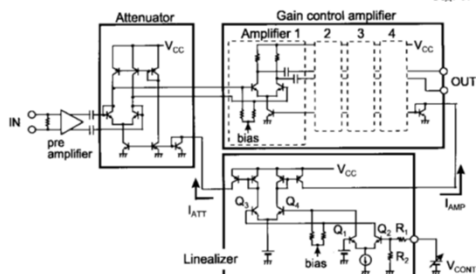 Attenuator
Gain control amplifier
Amplifier 1 2 3 4
VCC
VCC
OUT
IN
pre
amplifier
bias
VCC
IATT
IAMP
Q3 Q4
Q1 Q2 R1
R2
Linearizer
bias
VCONT